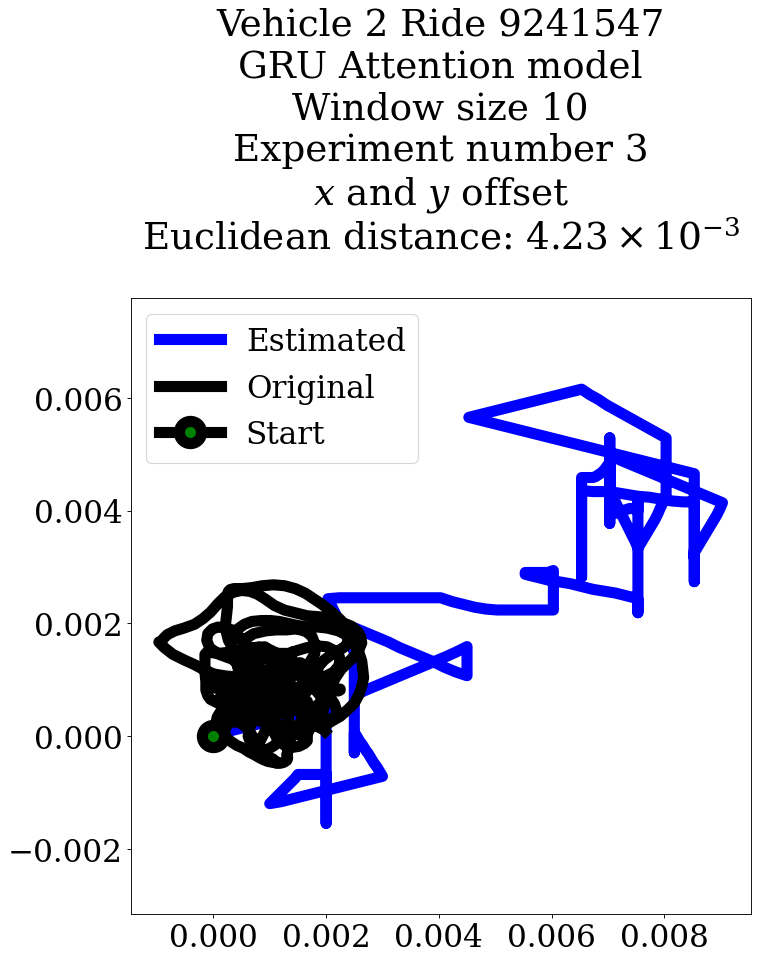 Vehicle 2 Ride 9241547
GRU Attention model
Window size 10
Experiment number 3
x and y offset
Euclidean distance: 4.23 × 10⁻³
Estimated
Original
Start
0.006
0.004
0.002
0.000
−0.002
0.000 0.002 0.004 0.006 0.008